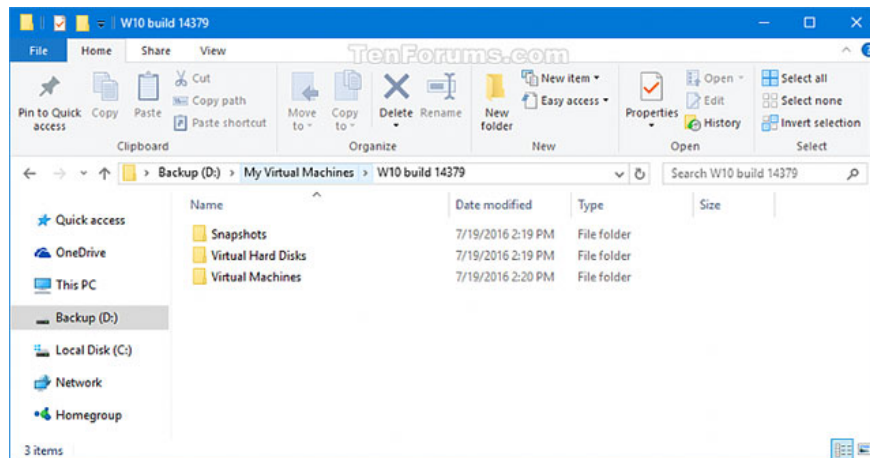 W10 build 14379
File Home Share View
TenForums.com
Pin to Quick access
Copy
Paste
Cut
Copy path
Paste shortcut
Clipboard
Move to
Copy to
Delete
Rename
Organize
New folder
New item
Easy access
New
Properties
Open
Edit
History
Open
Select all
Select none
Invert selection
Select
Backup (D:) My Virtual Machines W10 build 14379
Search W10 build 14379
Quick access
OneDrive
This PC
Backup (D:)
Local Disk (C:)
Network
Homegroup
Name Date modified Type Size
Snapshots 7/19/2016 2:19 PM File folder
Virtual Hard Disks 7/19/2016 2:19 PM File folder
Virtual Machines 7/19/2016 2:20 PM File folder
3 items